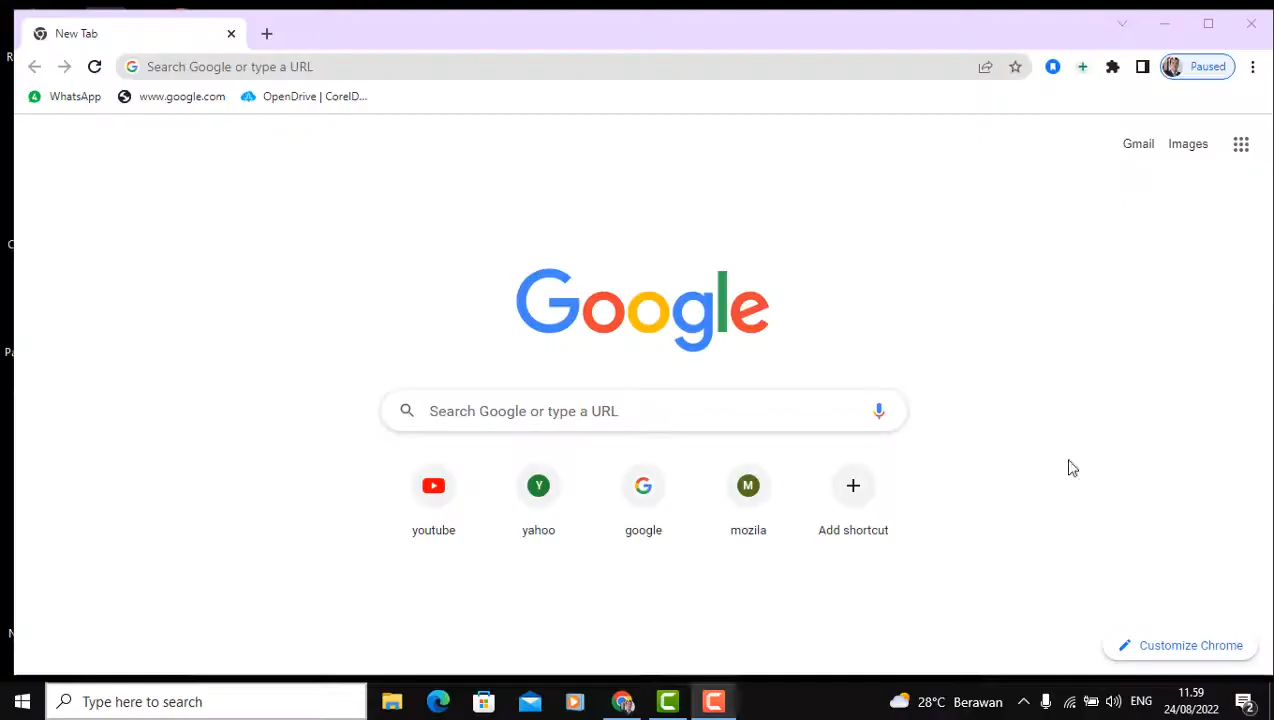 New Tab
Search Google or type a URL
Paused
WhatsApp
www.google.com
OpenDrive | CoreID...
Gmail
Images
Google
Search Google or type a URL
Y
M
youtube
yahoo
google
mozila
Add shortcut
Customize Chrome
Type here to search
28°C Berawan
ENG
11.59
24/08/2022
2